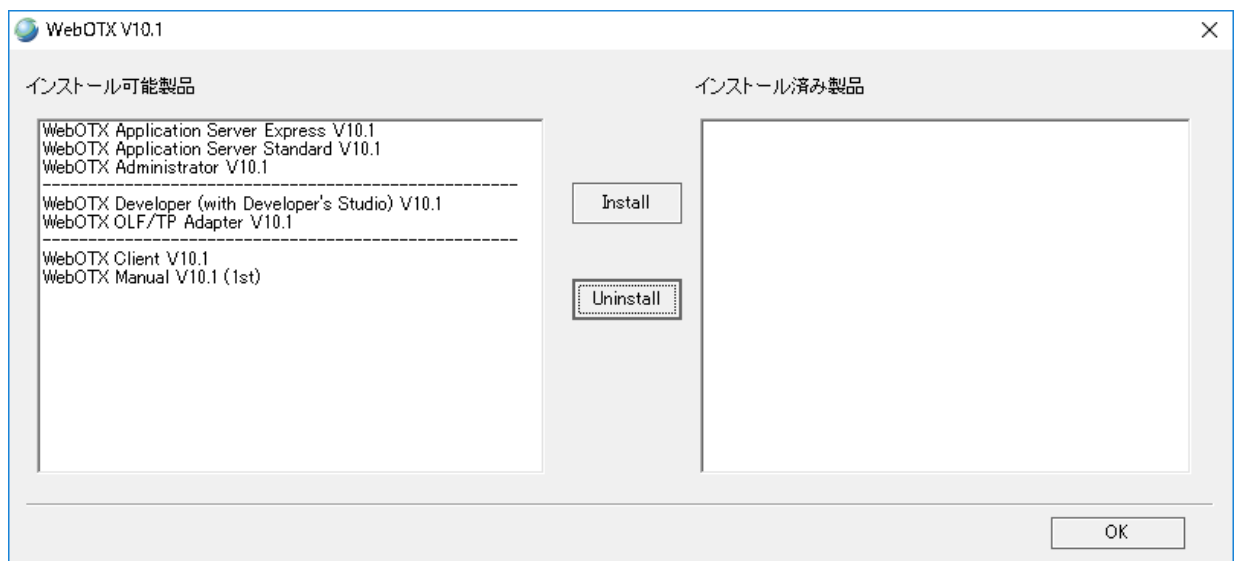 WebOTX V10.1
インストール可能製品
インストール済み製品
WebOTX Application Server Express V10.1
WebOTX Application Server Standard V10.1
WebOTX Administrator V10.1
----------------------------------------------------
WebOTX Developer (with Developer's Studio) V10.1
WebOTX OLF/TP Adapter V10.1
----------------------------------------------------
WebOTX Client V10.1
WebOTX Manual V10.1 (1st)
Install
Uninstall
OK